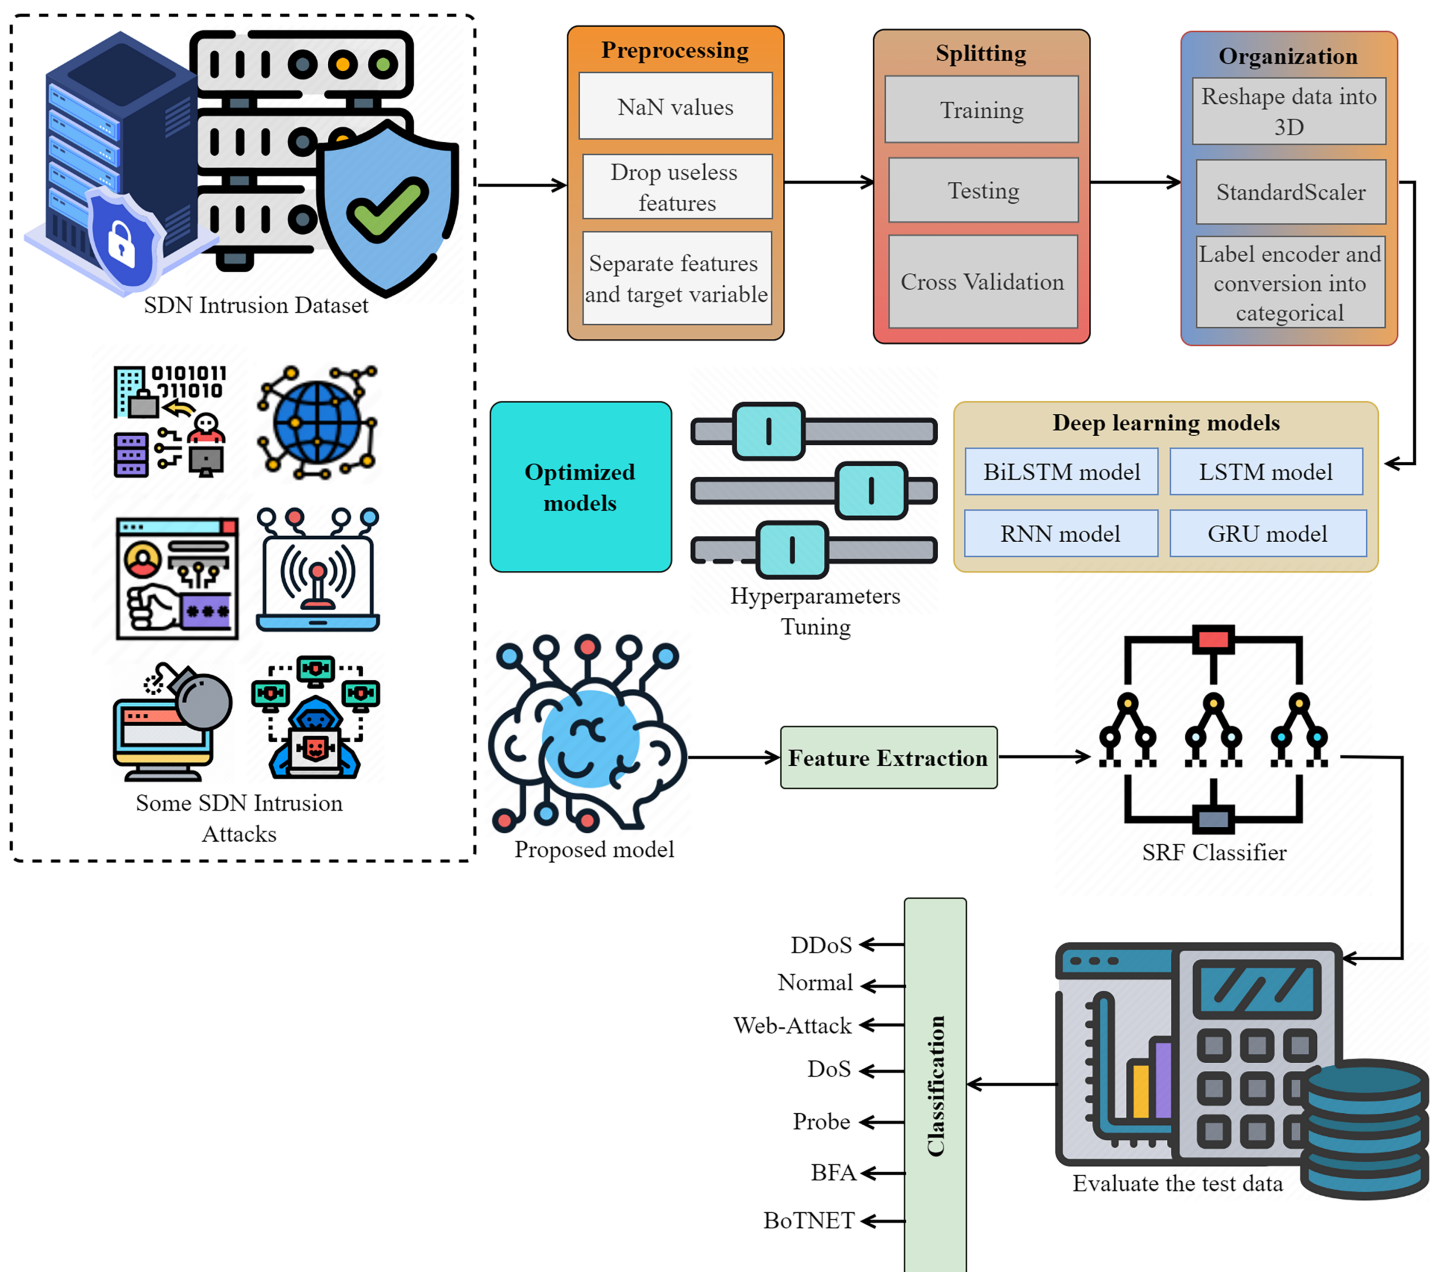 SDN Intrusion Dataset
0101011
011010
Some SDN Intrusion
Attacks
Preprocessing
NaN values
Drop useless
features
Separate features
and target variable
Splitting
Training
Testing
Cross Validation
Organization
Reshape data into
3D
StandardScaler
Label encoder and
conversion into
categorical
Deep learning models
BiLSTM model
LSTM model
RNN model
GRU model
Hyperparameters
Tuning
Optimized
models
Proposed model
Feature Extraction
SRF Classifier
Evaluate the test data
Classification
DDoS
Normal
Web-Attack
DoS
Probe
BFA
BoTNET